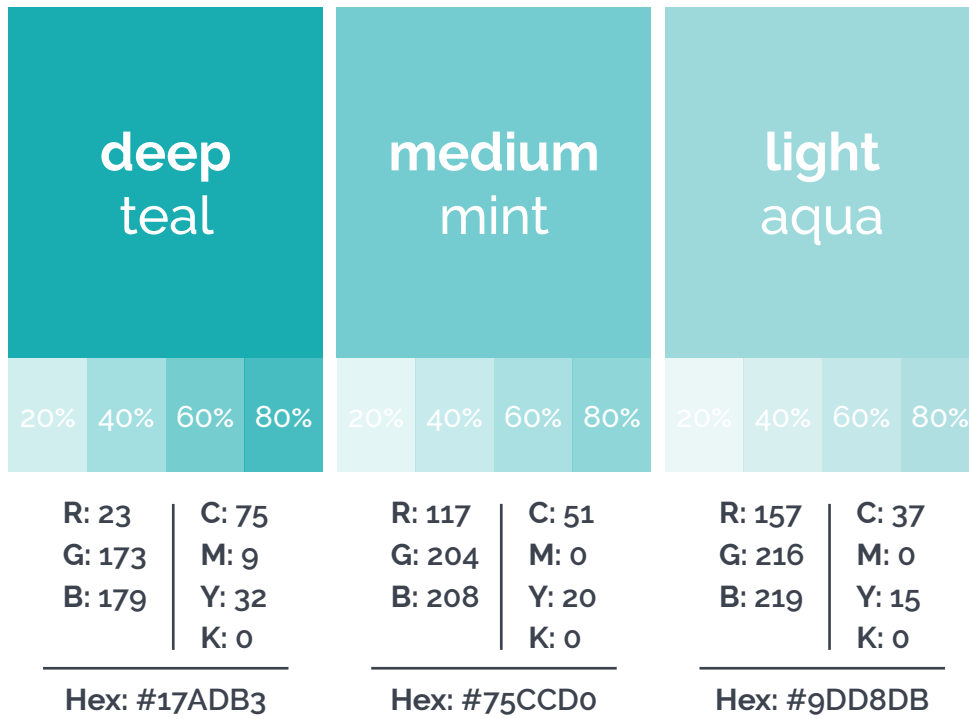 deep
teal
20% 40% 60% 80%
R: 23
G: 173
B: 179
C: 75
M: 9
Y: 32
K: 0
Hex: #17ADB3
medium
mint
20% 40% 60% 80%
R: 117
G: 204
B: 208
C: 51
M: 0
Y: 20
K: 0
Hex: #75CCD0
light
aqua
20% 40% 60% 80%
R: 157
G: 216
B: 219
C: 37
M: 0
Y: 15
K: 0
Hex: #9DD8DB